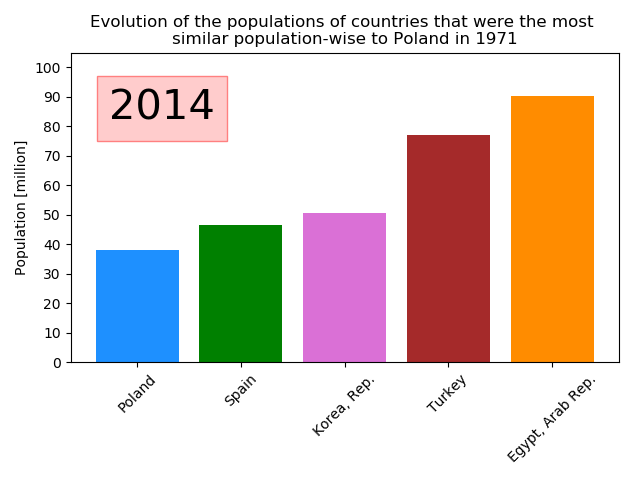 Evolution of the populations of countries that were the most
similar population-wise to Poland in 1971
2014
Population [million]
100
90
80
70
60
50
40
30
20
10
0
Poland
Spain
Korea, Rep.
Turkey
Egypt, Arab Rep.